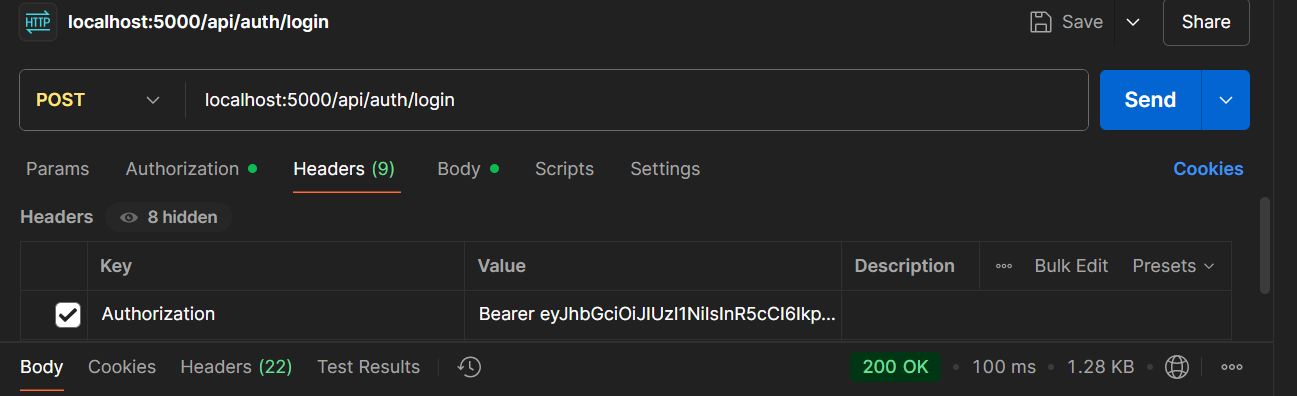 HTTP localhost:5000/api/auth/login Save Share
POST localhost:5000/api/auth/login Send
Params Authorization Headers (9) Body Scripts Settings Cookies
Headers 8 hidden
Key Value Description Bulk Edit Presets
Authorization Bearer eyJhbGciOiJIUzI1NiIsInR5cCI6Ikp...
Body Cookies Headers (22) Test Results 200 OK 100 ms 1.28 KB